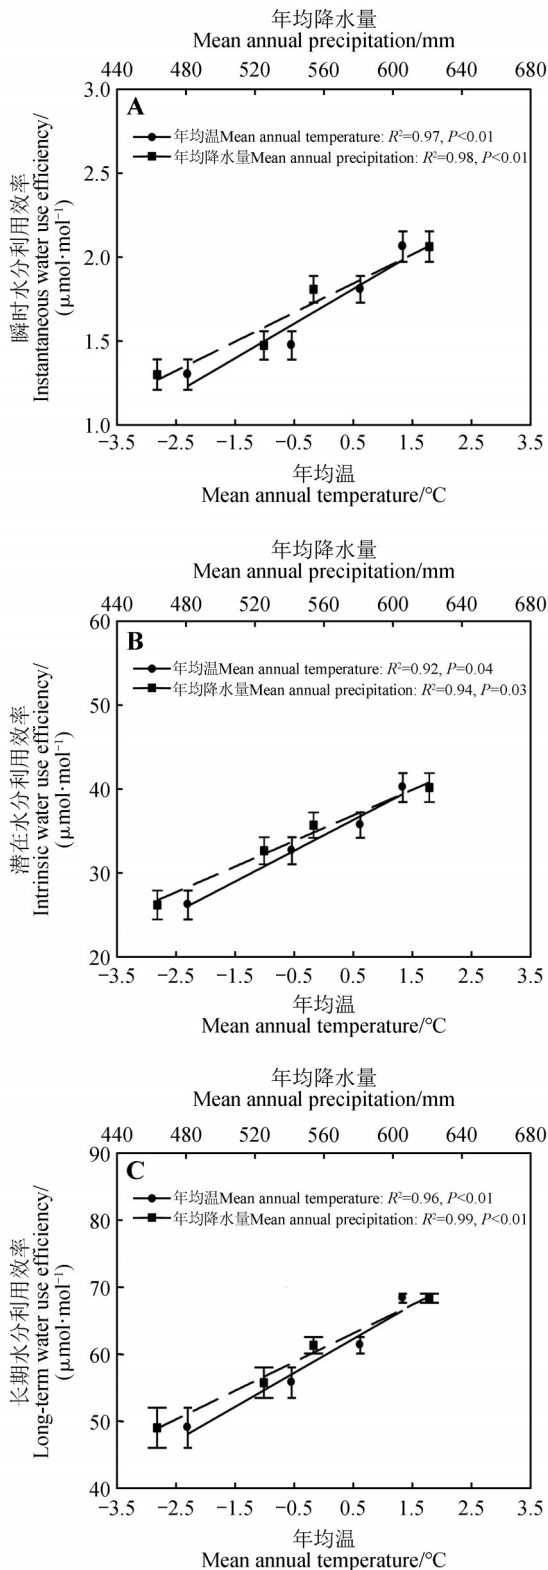 年均降水量
Mean annual precipitation/mm
440 480 520 560 600 640 680
3.0
A
年均温Mean annual temperature: R²=0.97, P<0.01
年均降水量Mean annual precipitation: R²=0.98, P<0.01
2.5
2.0
1.5
1.0
瞬时水分利用效率
Instantaneous water use efficiency/
(μmol·mol⁻¹)
−3.5 −2.5 −1.5 −0.5 0.5 1.5 2.5 3.5
年均温
Mean annual temperature/°C
年均降水量
Mean annual precipitation/mm
440 480 520 560 600 640 680
60
B
年均温Mean annual temperature: R²=0.92, P=0.04
年均降水量Mean annual precipitation: R²=0.94, P=0.03
50
40
30
20
潜在水分利用效率
Intrinsic water use efficiency/
(μmol·mol⁻¹)
−3.5 −2.5 −1.5 −0.5 0.5 1.5 2.5 3.5
年均温
Mean annual temperature/°C
年均降水量
Mean annual precipitation/mm
440 480 520 560 600 640 680
90
C
年均温Mean annual temperature: R²=0.96, P<0.01
年均降水量Mean annual precipitation: R²=0.99, P<0.01
80
70
60
50
40
长期水分利用效率
Long-term water use efficiency/
(μmol·mol⁻¹)
−3.5 −2.5 −1.5 −0.5 0.5 1.5 2.5 3.5
年均温
Mean annual temperature/°C